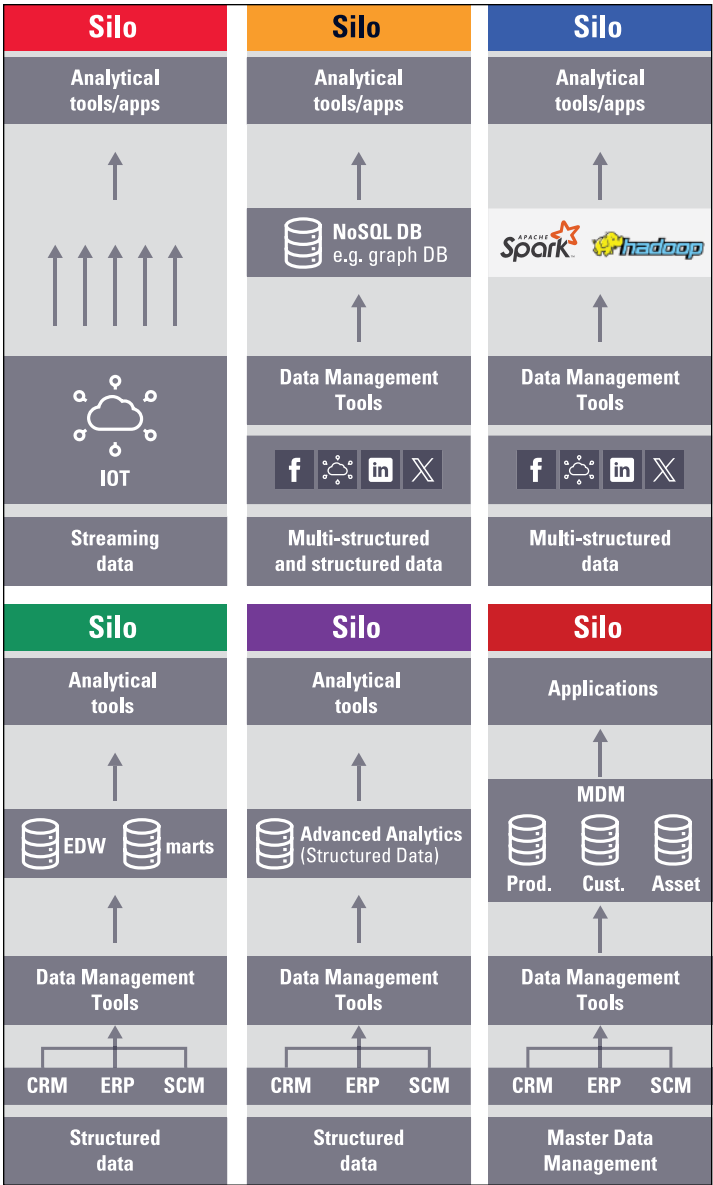 Silo
Analytical
tools/apps
IOT
Streaming
data
Silo
Analytical
tools/apps
NoSQL DB
e.g. graph DB
Data Management
Tools
f in X
Multi-structured
and structured data
Silo
Analytical
tools/apps
APACHE
Spark™
hadoop
Data Management
Tools
f in X
Multi-structured
data
Silo
Analytical
tools
EDW marts
Data Management
Tools
CRM ERP SCM
Structured
data
Silo
Analytical
tools
Advanced Analytics
(Structured Data)
Data Management
Tools
CRM ERP SCM
Structured
data
Silo
Applications
MDM
Prod. Cust. Asset
Data Management
Tools
CRM ERP SCM
Master Data
Management